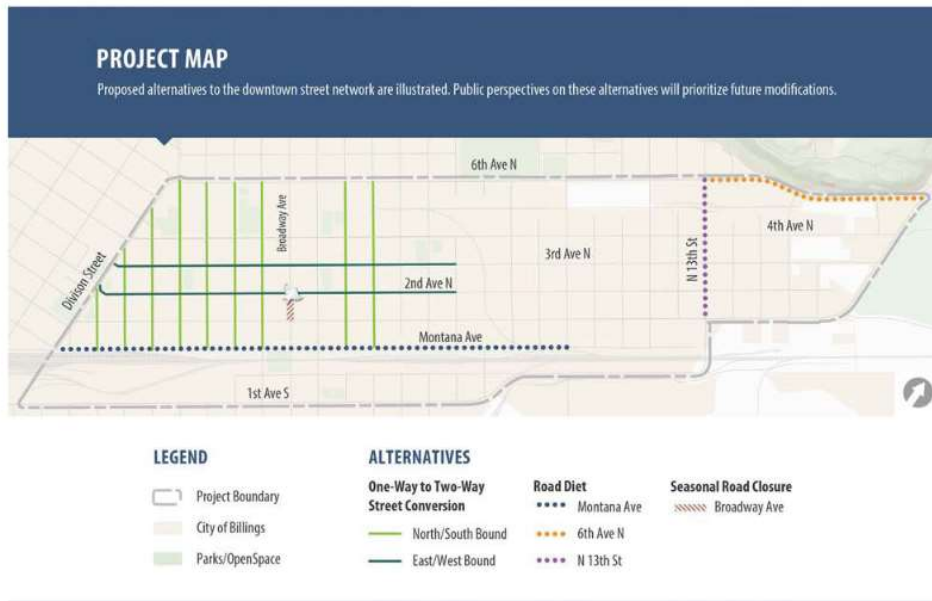 PROJECT MAP
Proposed alternatives to the downtown street network are illustrated. Public perspectives on these alternatives will prioritize future modifications.
6th Ave N
Broadway Ave
4th Ave N
3rd Ave N
N 13th St
Divison Street
2nd Ave N
Montana Ave
1st Ave S
LEGEND
Project Boundary
City of Billings
Parks/OpenSpace
ALTERNATIVES
One-Way to Two-Way
Street Conversion
North/South Bound
East/West Bound
Road Diet
Montana Ave
6th Ave N
N 13th St
Seasonal Road Closure
Broadway Ave